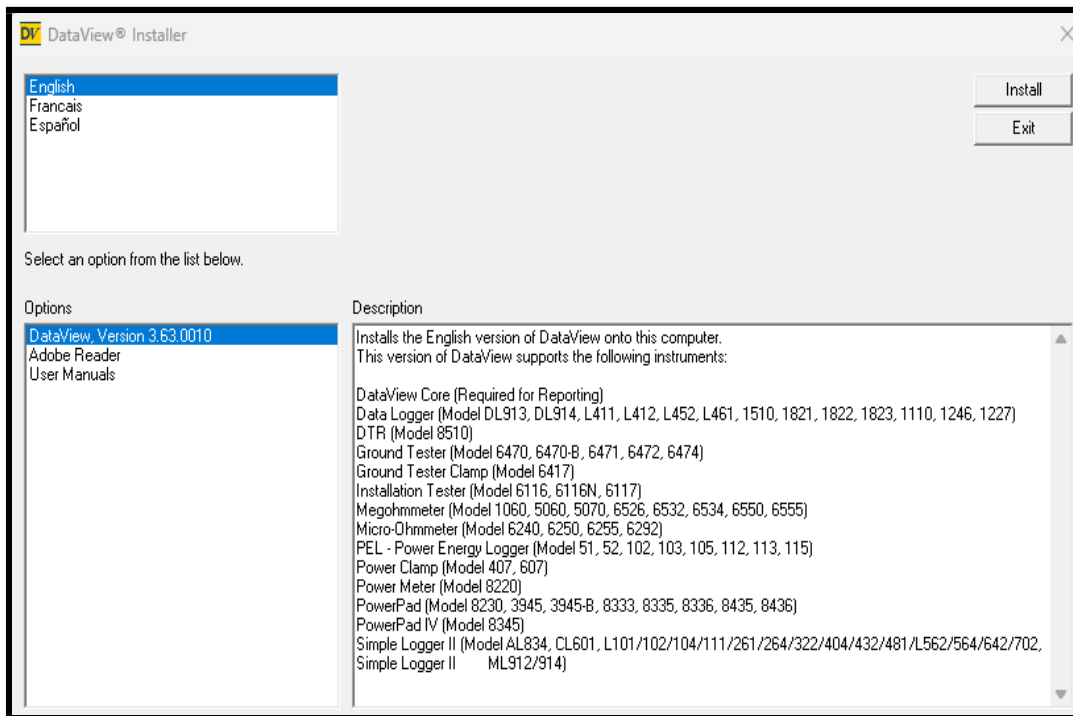 DV DataView® Installer
English
Francais
Español
Install
Exit
Select an option from the list below.
Options
DataView, Version 3.63.0010
Adobe Reader
User Manuals
Description
Installs the English version of DataView onto this computer.
This version of DataView supports the following instruments:
DataView Core (Required for Reporting)
Data Logger (Model DL913, DL914, L411, L412, L452, L461, 1510, 1821, 1822, 1823, 1110, 1246, 1227)
DTR (Model 8510)
Ground Tester (Model 6470, 6470-B, 6471, 6472, 6474)
Ground Tester Clamp (Model 6417)
Installation Tester (Model 6116, 6116N, 6117)
Megohmmeter (Model 1060, 5060, 5070, 6526, 6532, 6534, 6550, 6555)
Micro-Ohmmeter (Model 6240, 6250, 6255, 6292)
PEL - Power Energy Logger (Model 51, 52, 102, 103, 105, 112, 113, 115)
Power Clamp (Model 407, 607)
Power Meter (Model 8220)
PowerPad (Model 8230, 3945, 3945-B, 8333, 8335, 8336, 8435, 8436)
PowerPad IV (Model 8345)
Simple Logger II (Model AL834, CL601, L101/102/104/111/261/264/322/404/432/481/L562/564/642/702,
Simple Logger II ML912/914)